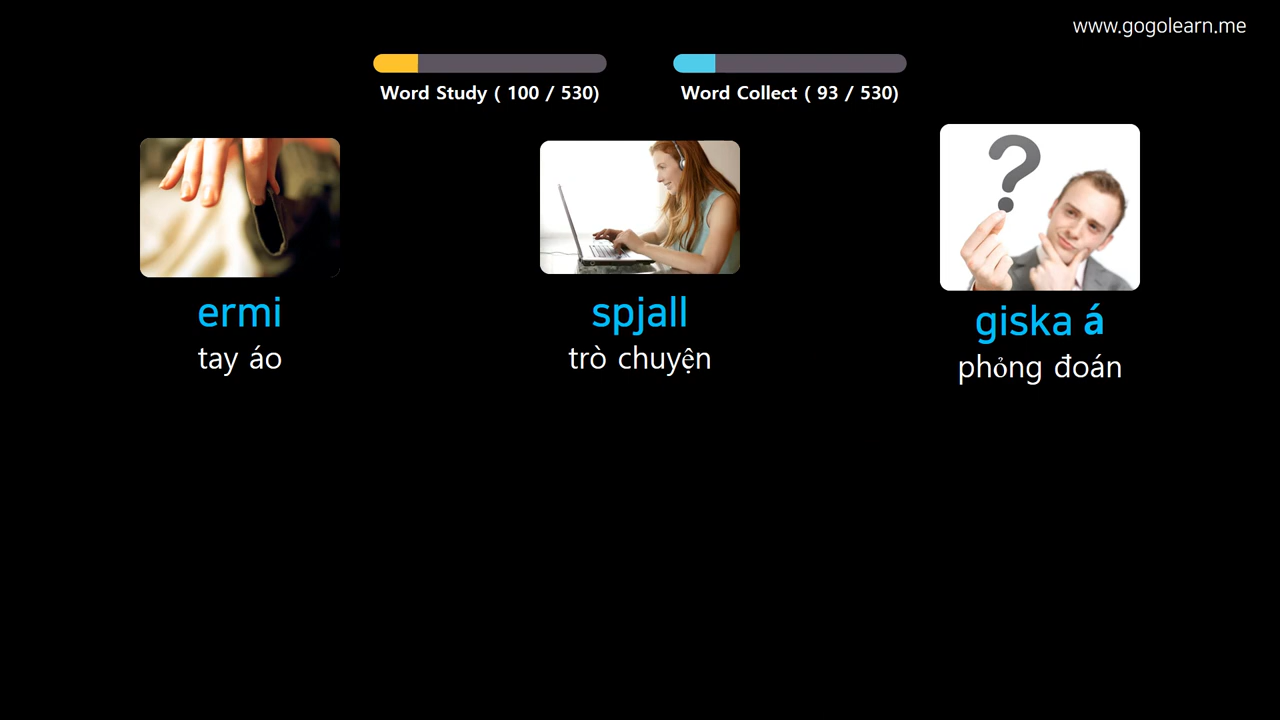 www.gogolearn.me
Word Study ( 100 / 530)
Word Collect ( 93 / 530)
ermi
tay áo
spjall
trò chuyện
giska á
phỏng đoán